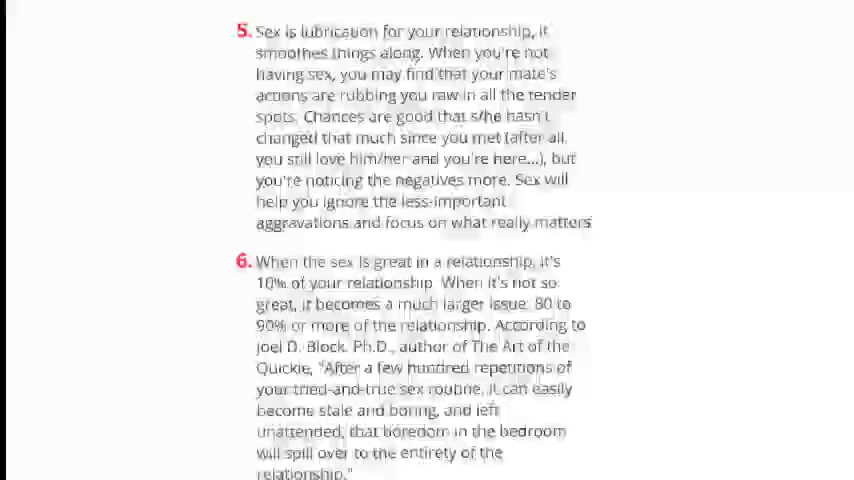 5. Sex is lubrication for your relationship, it
smoothes things along. When you're not
having sex, you may find that your mate's
actions are rubbing you raw in all the tender
spots. Chances are good that s/he hasn't
changed that much since you met (after all,
you still love him/her and you're here...), but
you're noticing the negatives more. Sex will
help you ignore the less-important
aggravations and focus on what really matters
6. When the sex is great in a relationship, it's
10% of your relationship. When it's not so
great, it becomes a much larger issue: 80 to
90% or more of the relationship. According to
Joel D. Block, Ph.D., author of The Art of the
Quickie, "After a few hundred repetitions of
your tried-and-true sex routine, it can easily
become stale and boring, and left
unattended, that boredom in the bedroom
will spill over to the entirety of the
relationship."